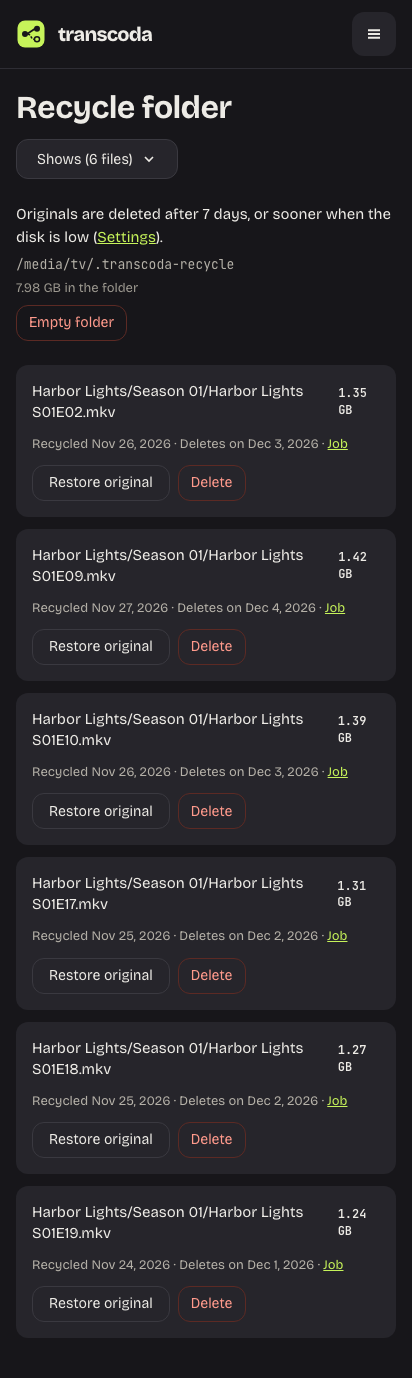 transcoda
Recycle folder
Shows (6 files)
Originals are deleted after 7 days, or sooner when the
disk is low (Settings).
/media/tv/.transcoda-recycle
7.98 GB in the folder
Empty folder
Harbor Lights/Season 01/Harbor Lights
S01E02.mkv
1.35
GB
Recycled Nov 26, 2026 · Deletes on Dec 3, 2026 · Job
Restore original
Delete
Harbor Lights/Season 01/Harbor Lights
S01E09.mkv
1.42
GB
Recycled Nov 27, 2026 · Deletes on Dec 4, 2026 · Job
Restore original
Delete
Harbor Lights/Season 01/Harbor Lights
S01E10.mkv
1.39
GB
Recycled Nov 26, 2026 · Deletes on Dec 3, 2026 · Job
Restore original
Delete
Harbor Lights/Season 01/Harbor Lights
S01E17.mkv
1.31
GB
Recycled Nov 25, 2026 · Deletes on Dec 2, 2026 · Job
Restore original
Delete
Harbor Lights/Season 01/Harbor Lights
S01E18.mkv
1.27
GB
Recycled Nov 25, 2026 · Deletes on Dec 2, 2026 · Job
Restore original
Delete
Harbor Lights/Season 01/Harbor Lights
S01E19.mkv
1.24
GB
Recycled Nov 24, 2026 · Deletes on Dec 1, 2026 · Job
Restore original
Delete